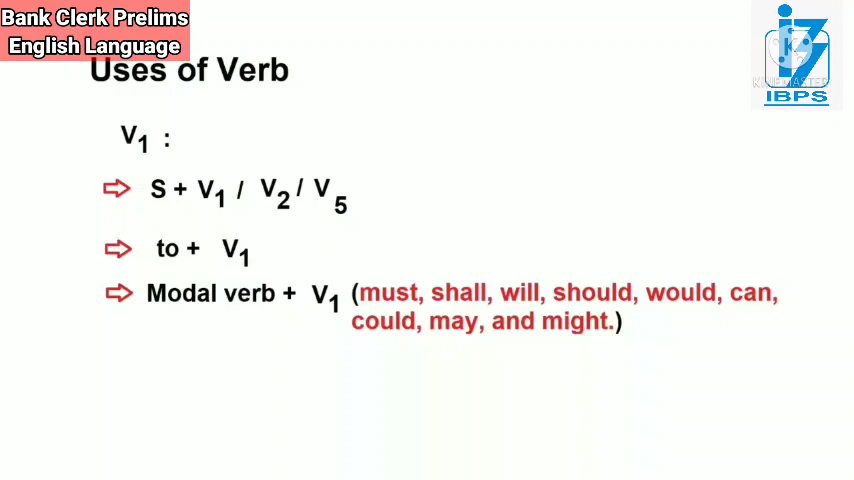 Bank Clerk Prelims
English Language
Uses of Verb
V1 :
⇨ S + V1 / V2 / V5
⇨ to + V1
⇨ Modal verb + V1 (must, shall, will, should, would, can,
could, may, and might.)
KINEMASTER
IBPS